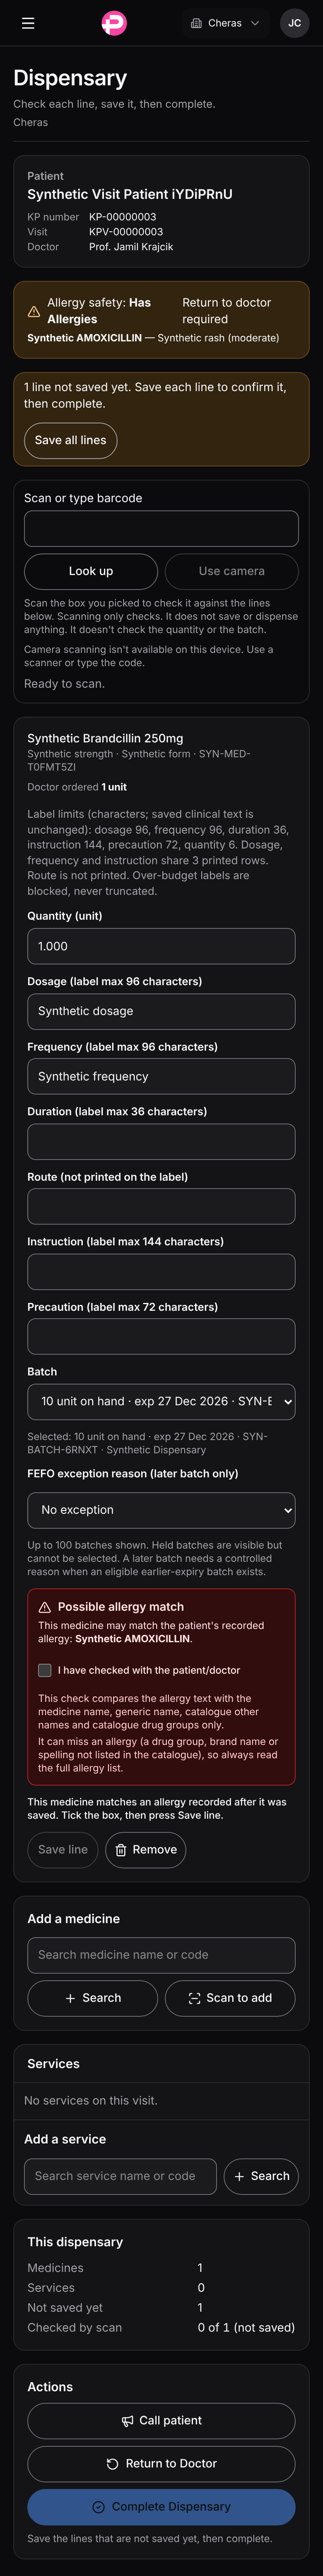 Cheras
JC
Dispensary
Check each line, save it, then complete.
Cheras
Patient
Synthetic Visit Patient iYDiPRnU
KP number KP-00000003
Visit KPV-00000003
Doctor Prof. Jamil Krajcik
Allergy safety: Has Allergies
Return to doctor required
Synthetic AMOXICILLIN — Synthetic rash (moderate)
1 line not saved yet. Save each line to confirm it,
then complete.
Save all lines
Scan or type barcode
Look up
Use camera
Scan the box you picked to check it against the lines
below. Scanning only checks. It does not save or dispense
anything. It doesn't check the quantity or the batch.
Camera scanning isn't available on this device. Use a
scanner or type the code.
Ready to scan.
Synthetic Brandcillin 250mg
Synthetic strength · Synthetic form · SYN-MED-
T0FMT5ZI
Doctor ordered 1 unit
Label limits (characters; saved clinical text is
unchanged): dosage 96, frequency 96, duration 36,
instruction 144, precaution 72, quantity 6. Dosage,
frequency and instruction share 3 printed rows.
Route is not printed. Over-budget labels are
blocked, never truncated.
Quantity (unit)
1.000
Dosage (label max 96 characters)
Synthetic dosage
Frequency (label max 96 characters)
Synthetic frequency
Duration (label max 36 characters)
Route (not printed on the label)
Instruction (label max 144 characters)
Precaution (label max 72 characters)
Batch
10 unit on hand · exp 27 Dec 2026 · SYN-E
Selected: 10 unit on hand · exp 27 Dec 2026 · SYN-
BATCH-6RNXT · Synthetic Dispensary
FEFO exception reason (later batch only)
No exception
Up to 100 batches shown. Held batches are visible but
cannot be selected. A later batch needs a controlled
reason when an eligible earlier-expiry batch exists.
Possible allergy match
This medicine may match the patient's recorded
allergy: Synthetic AMOXICILLIN.
I have checked with the patient/doctor
This check compares the allergy text with the
medicine name, generic name, catalogue other
names and catalogue drug groups only.
It can miss an allergy (a drug group, brand name or
spelling not listed in the catalogue), so always read
the full allergy list.
This medicine matches an allergy recorded after it was
saved. Tick the box, then press Save line.
Save line
Remove
Add a medicine
Search medicine name or code
Search
Scan to add
Services
No services on this visit.
Add a service
Search service name or code
Search
This dispensary
Medicines 1
Services 0
Not saved yet 1
Checked by scan 0 of 1 (not saved)
Actions
Call patient
Return to Doctor
Complete Dispensary
Save the lines that are not saved yet, then complete.